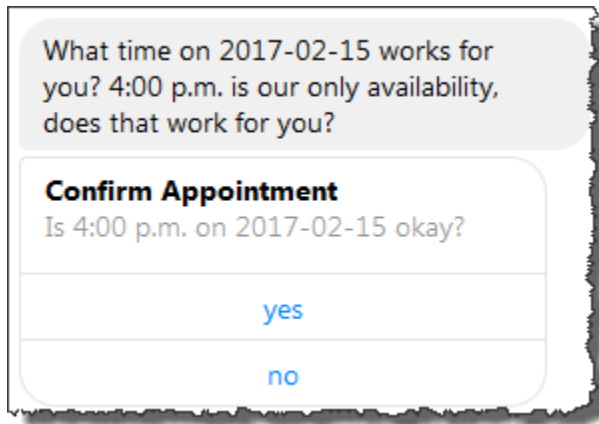 What time on 2017-02-15 works for
you? 4:00 p.m. is our only availability,
does that work for you?
Confirm Appointment
Is 4:00 p.m. on 2017-02-15 okay?
yes
no